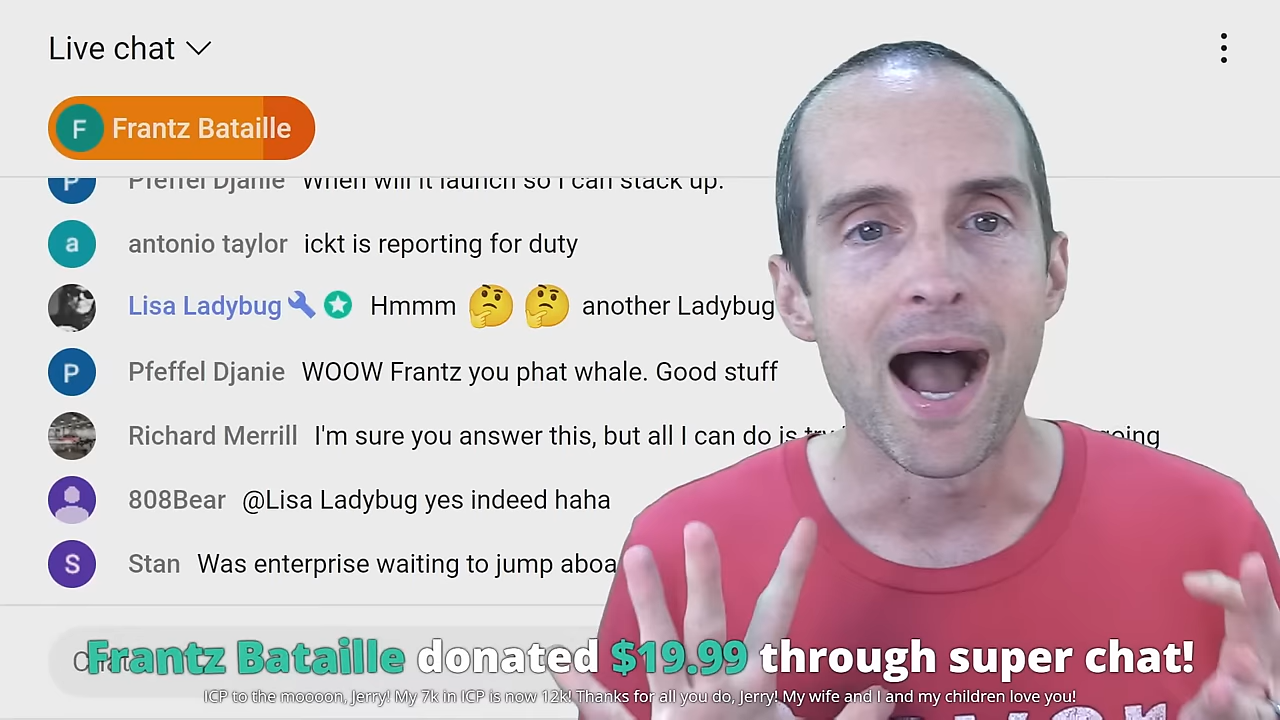 Live chat
F Frantz Bataille
P Pfeffel Djanie When will it launch so I can stack up.
a antonio taylor ickt is reporting for duty
Lisa Ladybug Hmmm 🤔 🤔 another Ladybug
P Pfeffel Djanie WOOW Frantz you phat whale. Good stuff
Richard Merrill I'm sure you answer this, but all I can do is going
808Bear @Lisa Ladybug yes indeed haha
S Stan Was enterprise waiting to jump aboa
Frantz Bataille donated $19.99 through super chat!
ICP to the moooon, Jerry! My 7k in ICP is now 12k! Thanks for all you do, Jerry! My wife and I and my children love you!